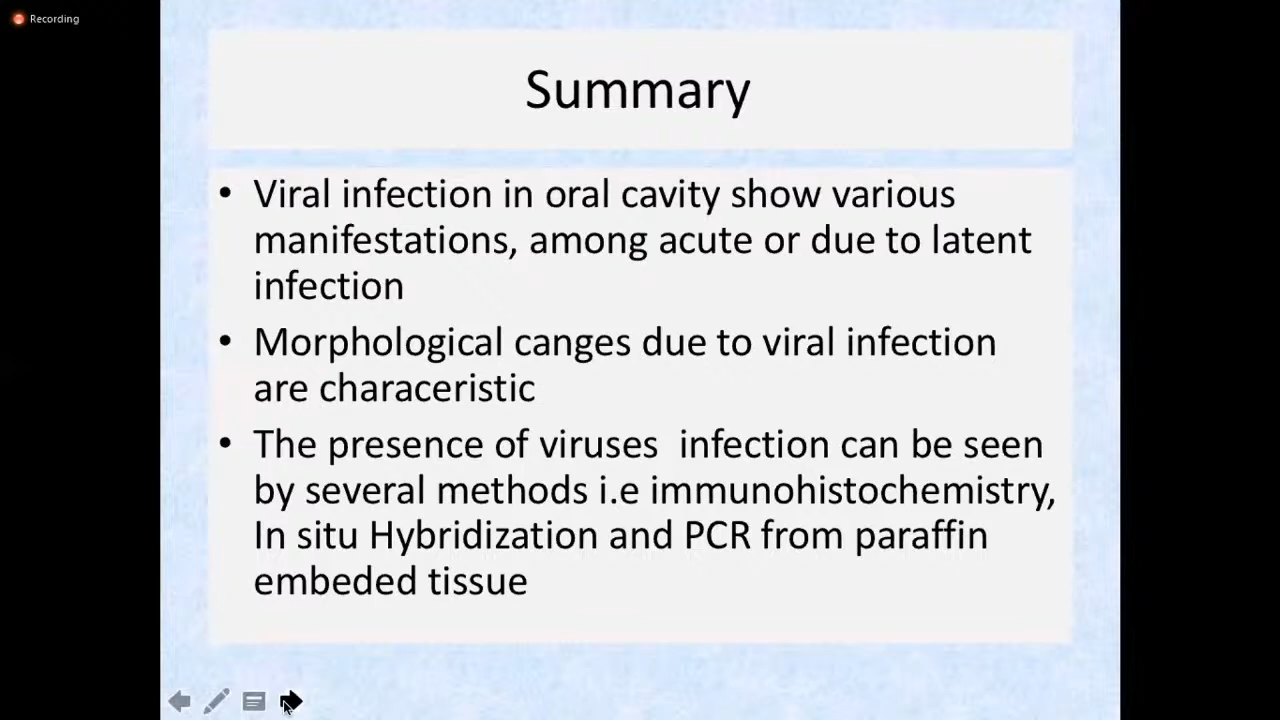 Recording
Summary
• Viral infection in oral cavity show various
manifestations, among acute or due to latent
infection
• Morphological canges due to viral infection
are characeristic
• The presence of viruses  infection can be seen
by several methods i.e immunohistochemistry,
In situ Hybridization and PCR from paraffin
embeded tissue